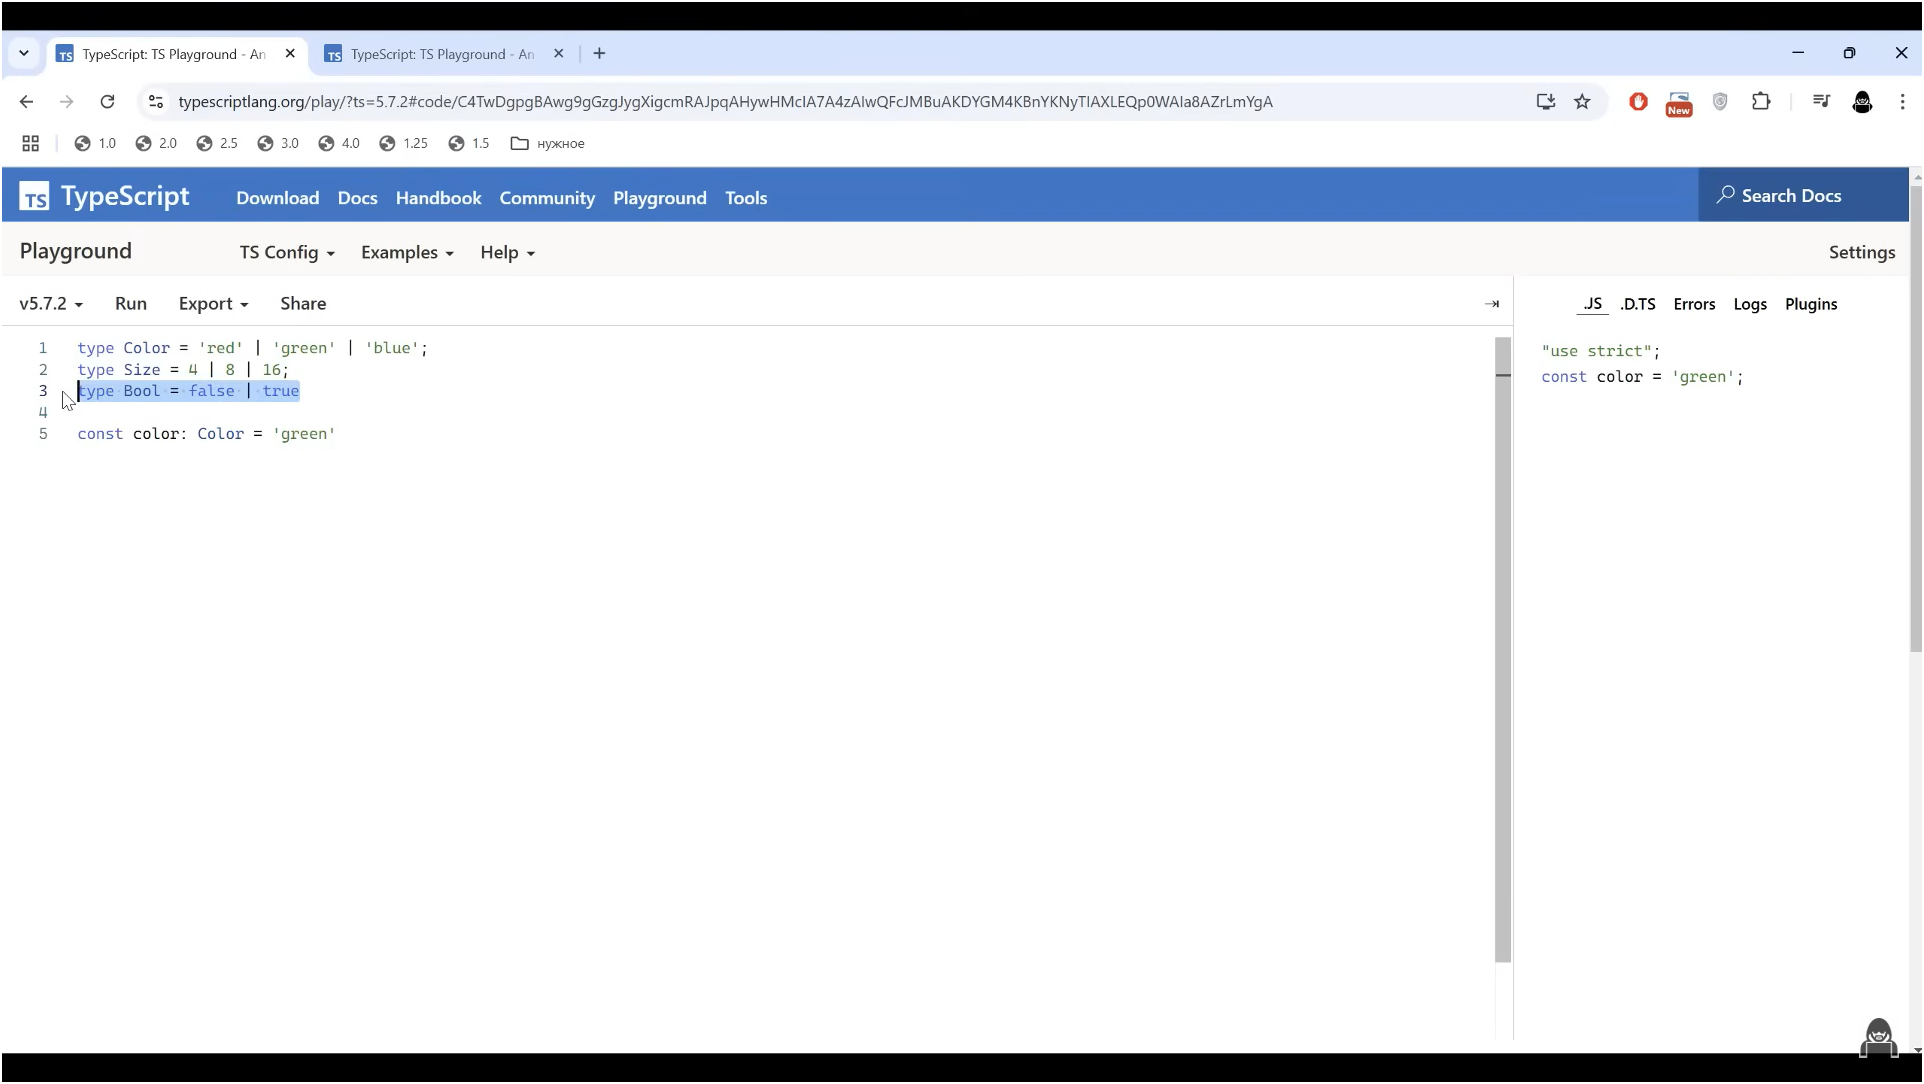 TypeScript: TS Playground - An
TypeScript: TS Playground - An
typescriptlang.org/play/?ts=5.7.2#code/C4TwDgpgBAwg9gGzgJygXigcmRAJpqAHywHMcIA7A4zAIwQFcJMBuAKDYGM4KBnYKNyTIAXLEQp0WAIa8AZrLmYgA
New
1.0 2.0 2.5 3.0 4.0 1.25 1.5 нужное
TS TypeScript Download Docs Handbook Community Playground Tools Search Docs
Playground TS Config Examples Help Settings
v5.7.2 Run Export Share .JS .D.TS Errors Logs Plugins
1 type Color = 'red' | 'green' | 'blue';
2 type Size = 4 | 8 | 16;
3 type Bool = false | true
4
5 const color: Color = 'green'
"use strict";
const color = 'green';